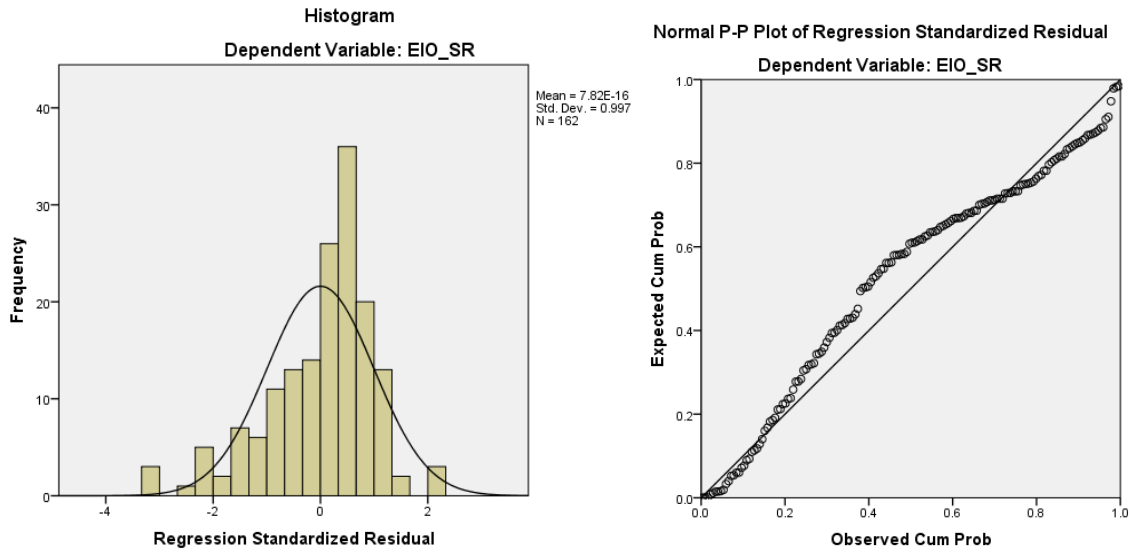 Histogram
Dependent Variable: EIO_SR
Mean = 7.82E-16
Std. Dev. = 0.997
N = 162
Frequency
40
30
20
10
0
-4
-2
0
2
Regression Standardized Residual
Normal P-P Plot of Regression Standardized Residual
Dependent Variable: EIO_SR
Expected Cum Prob
1.0
0.8
0.6
0.4
0.2
0.0
0.0
0.2
0.4
0.6
0.8
1.0
Observed Cum Prob